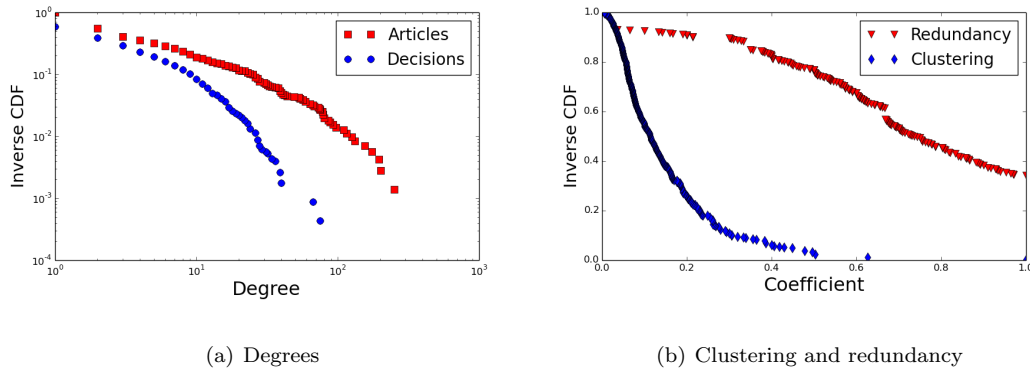 10^0
10^-1
10^-2
10^-3
10^-4
Inverse CDF
Articles
Decisions
10^0 10^1 10^2 10^3
Degree
1.0
0.8
0.6
0.4
0.2
0.0
Inverse CDF
Redundancy
Clustering
0.0 0.2 0.4 0.6 0.8 1.0
Coefficient
(a) Degrees
(b) Clustering and redundancy